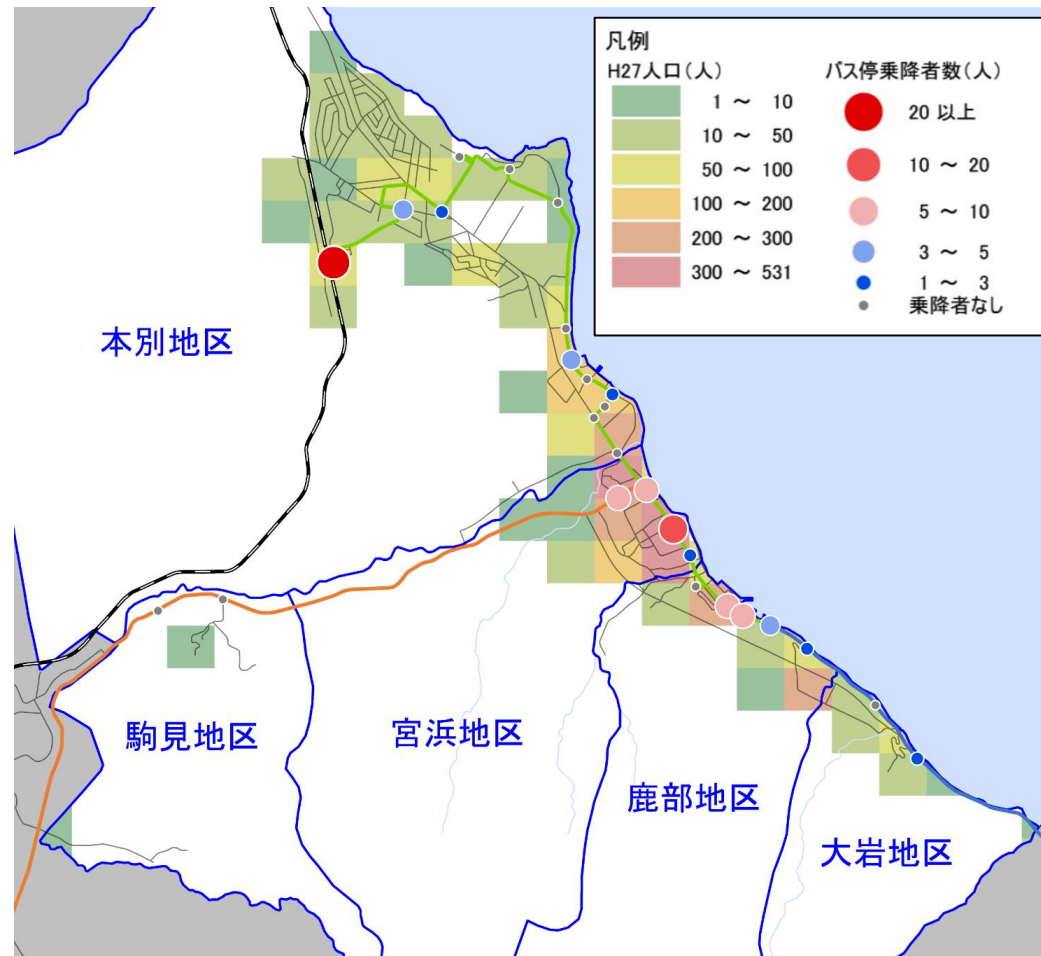 凡例
H27人口(人)
1 ～ 10
10 ～ 50
50 ～ 100
100 ～ 200
200 ～ 300
300 ～ 531
バス停乗降者数(人)
20 以上
10 ～ 20
5 ～ 10
3 ～ 5
1 ～ 3
乗降者なし
本別地区
駒見地区
宮浜地区
鹿部地区
大岩地区